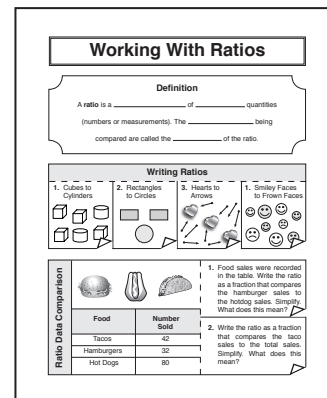 Working With Ratios
Definition
A ratio is a ____________ of ____________ quantities
(numbers or measurements). The ____________ being
compared are called the ____________ of the ratio.
Writing Ratios
1. Cubes to
Cylinders
2. Rectangles
to Circles
3. Hearts to
Arrows
1. Smiley Faces
to Frown Faces
Ratio Data Comparison
Food Number
Sold
Tacos 42
Hamburgers 32
Hot Dogs 80
1. Food sales were recorded
in the table. Write the ratio
as a fraction that compares
the hamburger sales to
the hotdog sales. Simplify.
What does this mean?
2. Write the ratio as a fraction
that compares the taco
sales to the total sales.
Simplify. What does this
mean?